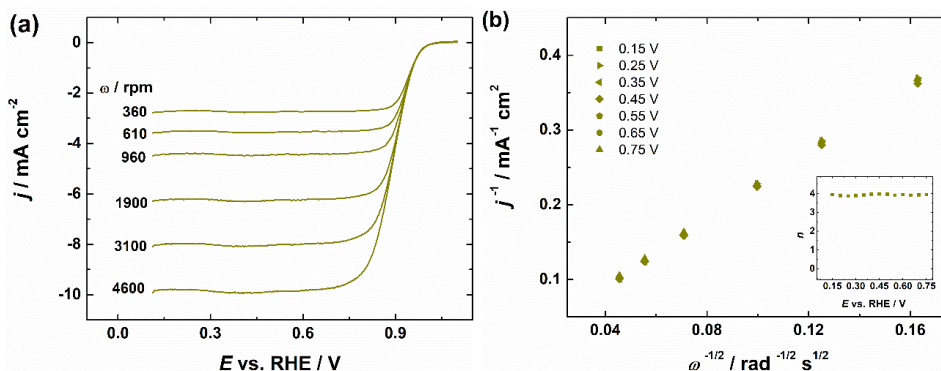 (a)
0
-2
-4
-6
-8
-10
j / mA cm⁻²
ω / rpm
360
610
960
1900
3100
4600
0.0
0.3
0.6
0.9
E vs. RHE / V
(b)
0.4
0.3
0.2
0.1
j⁻¹ / mA⁻¹ cm²
0.15 V
0.25 V
0.35 V
0.45 V
0.55 V
0.65 V
0.75 V
4
3
2
1
0
n
0.15 0.30 0.45 0.60 0.75
E vs. RHE / V
0.04
0.08
0.12
0.16
ω⁻¹/² / rad⁻¹/² s¹/²